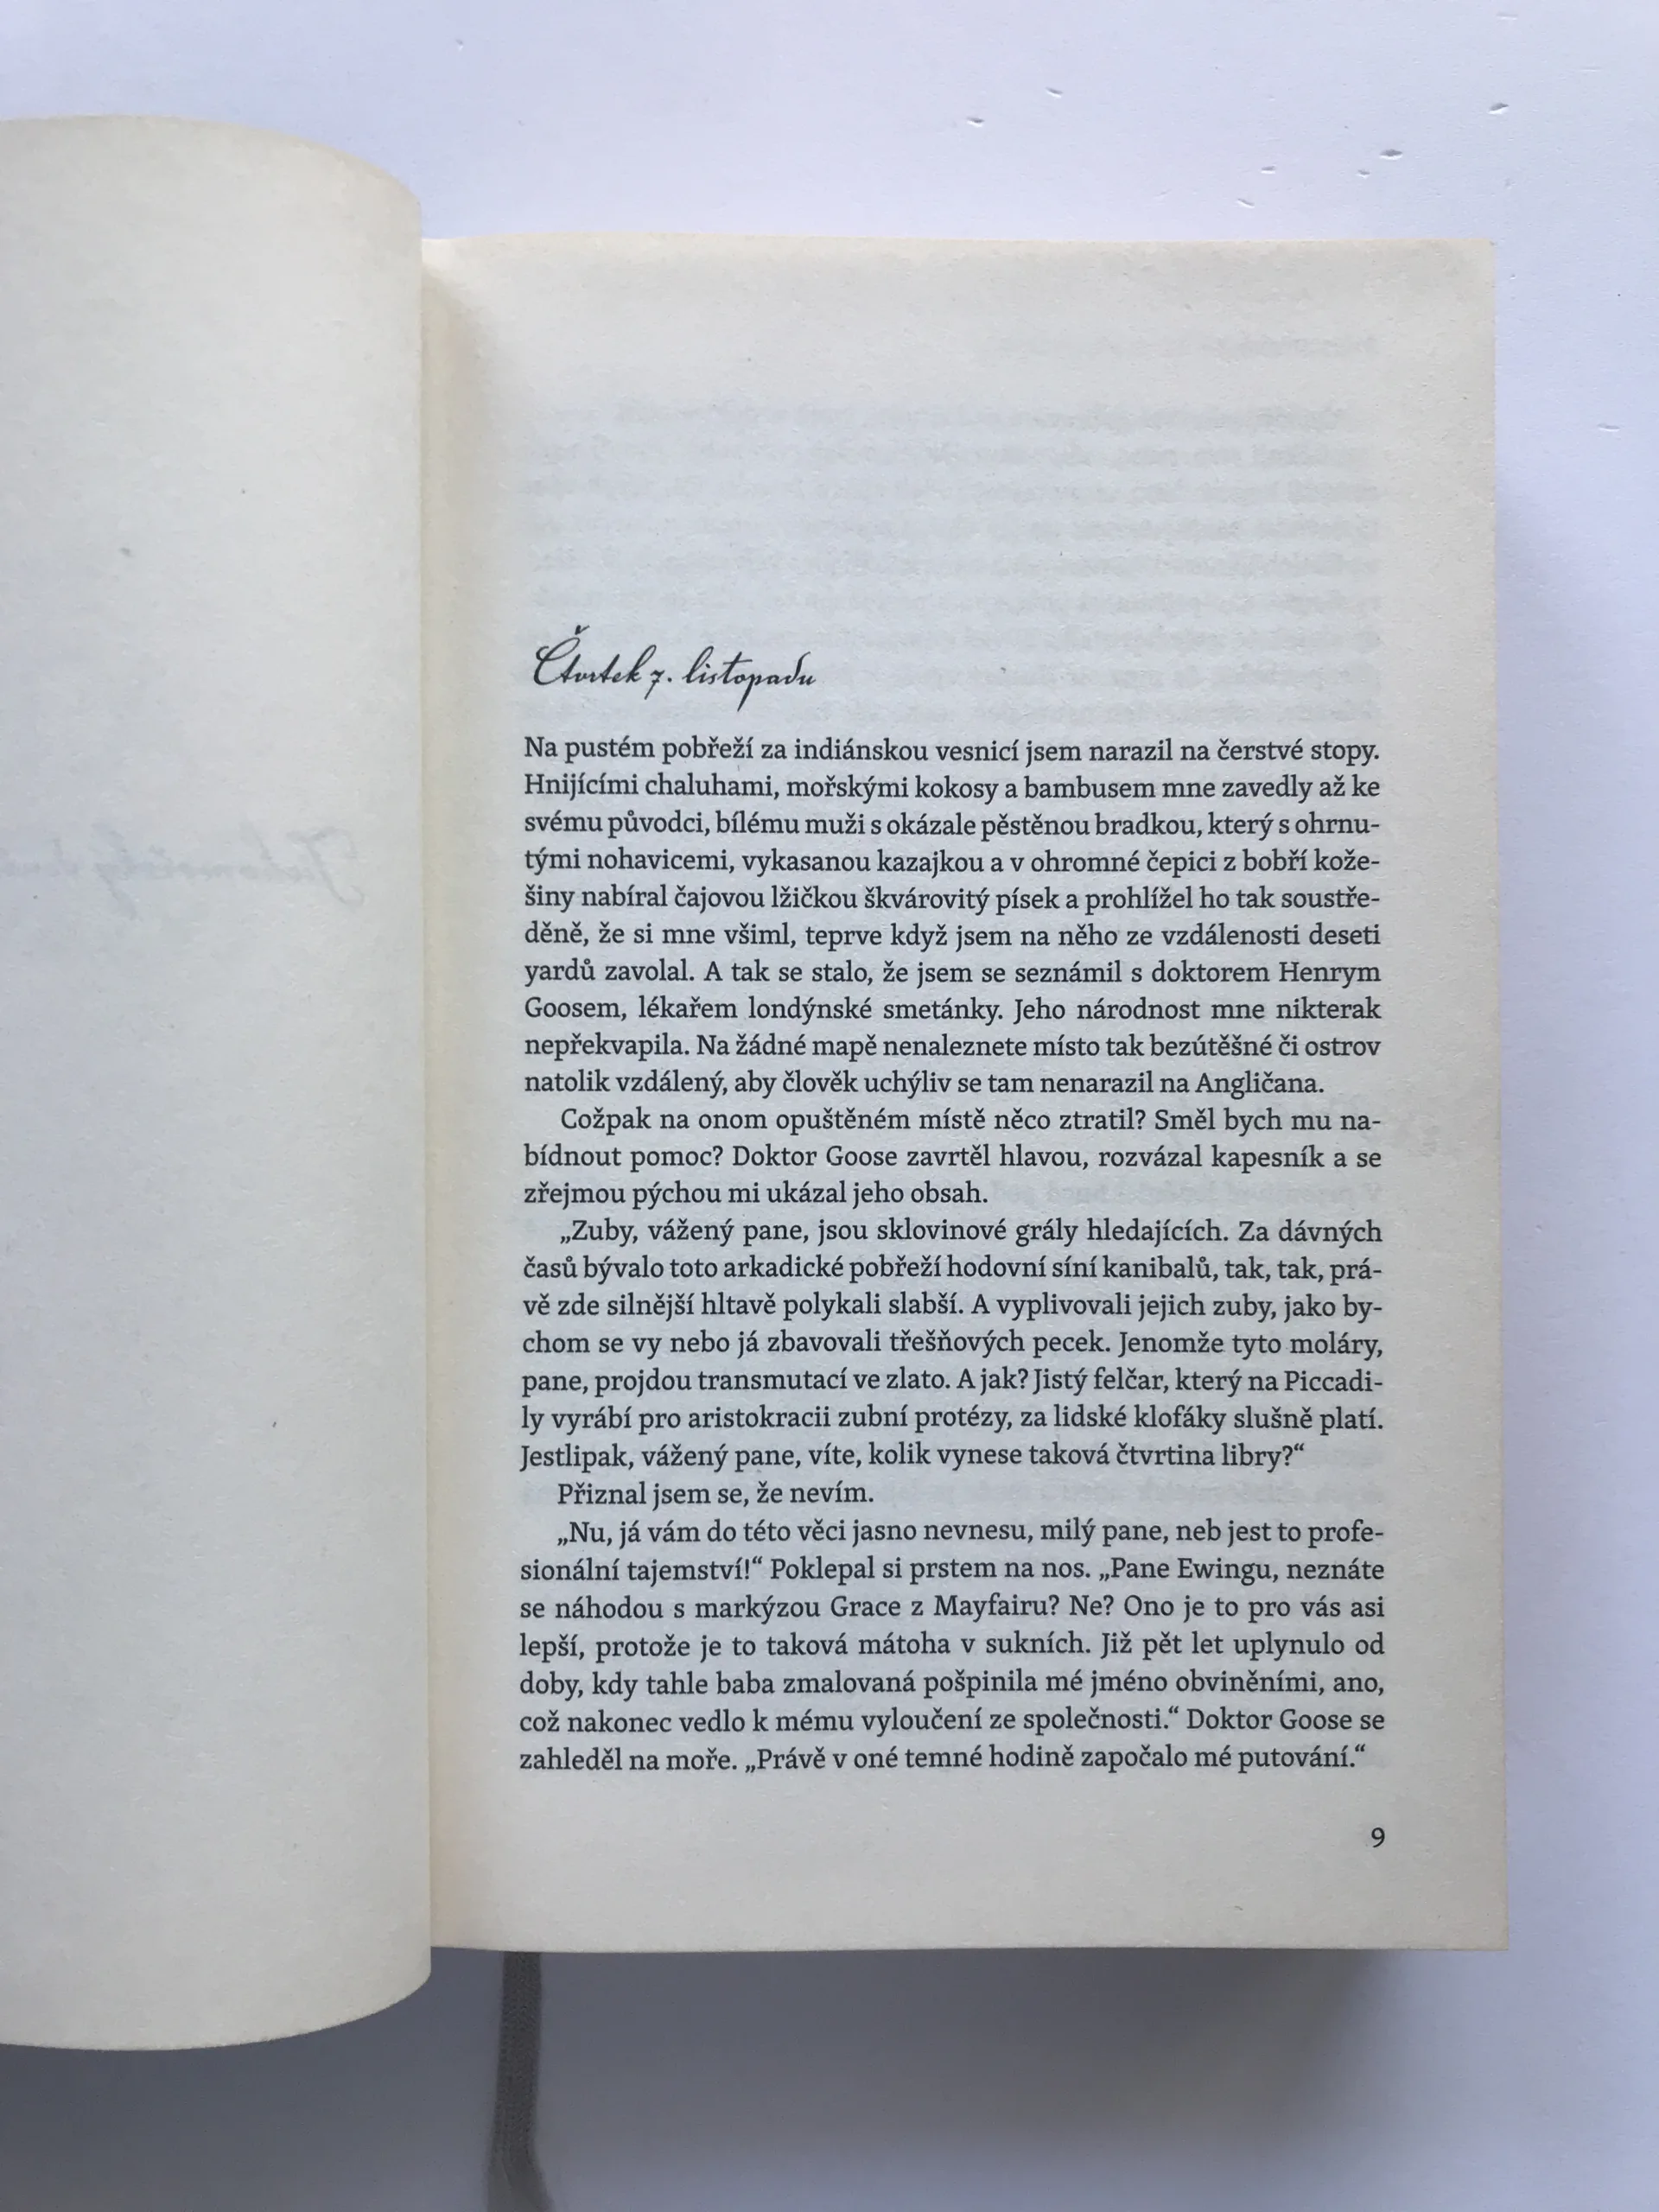 Čtvrtek 7. listopadu
Na pustém pobřeží za indiánskou vesnicí jsem narazil na čerstvé stopy.
Hnijícími chaluhami, mořskými kokosy a bambusem mne zavedly až ke
svému původci, bílému muži s okázale pěstěnou bradkou, který s ohrnu-
tými nohavicemi, vykasanou kazajkou a v ohromné čepici z bobří kože-
šiny nabíral čajovou lžičkou škvárovitý písek a prohlížel ho tak soustře-
děně, že si mne všiml, teprve když jsem na něho ze vzdálenosti deseti
yardů zavolal. A tak se stalo, že jsem se seznámil s doktorem Henrym
Goosem, lékařem londýnské smetánky. Jeho národnost mne nikterak
nepřekvapila. Na žádné mapě nenaleznete místo tak bezútěšné či ostrov
natolik vzdálený, aby člověk uchýliv se tam nenarazil na Angličana.
Cožpak na onom opuštěném místě něco ztratil? Směl bych mu na-
bídnout pomoc? Doktor Goose zavrtěl hlavou, rozvázal kapesník a se
zřejmou pýchou mi ukázal jeho obsah.
„Zuby, vážený pane, jsou sklovinové grály hledajících. Za dávných
časů bývalo toto arkadické pobřeží hodovní síní kanibalů, tak, tak, prá-
vě zde silnější hltavě polykali slabší. A vyplivovali jejich zuby, jako by-
chom se vy nebo já zbavovali třešňových pecek. Jenomže tyto moláry,
pane, projdou transmutací ve zlato. A jak? Jistý felčar, který na Piccadi-
ly vyrábí pro aristokracii zubní protézy, za lidské klofáky slušně platí.
Jestlipak, vážený pane, víte, kolik vynese taková čtvrtina libry?“
Přiznal jsem se, že nevím.
„Nu, já vám do této věci jasno nevnesu, milý pane, neb jest to profe-
sionální tajemství!“ Poklepal si prstem na nos. „Pane Ewingu, neznáte
se náhodou s markýzou Grace z Mayfairu? Ne? Ono je to pro vás asi
lepší, protože je to taková mátoha v sukních. Již pět let uplynulo od
doby, kdy tahle baba zmalovaná pošpinila mé jméno obviněními, ano,
což nakonec vedlo k mému vyloučení ze společnosti.“ Doktor Goose se
zahleděl na moře. „Právě v oné temné hodině započalo mé putování.“
9